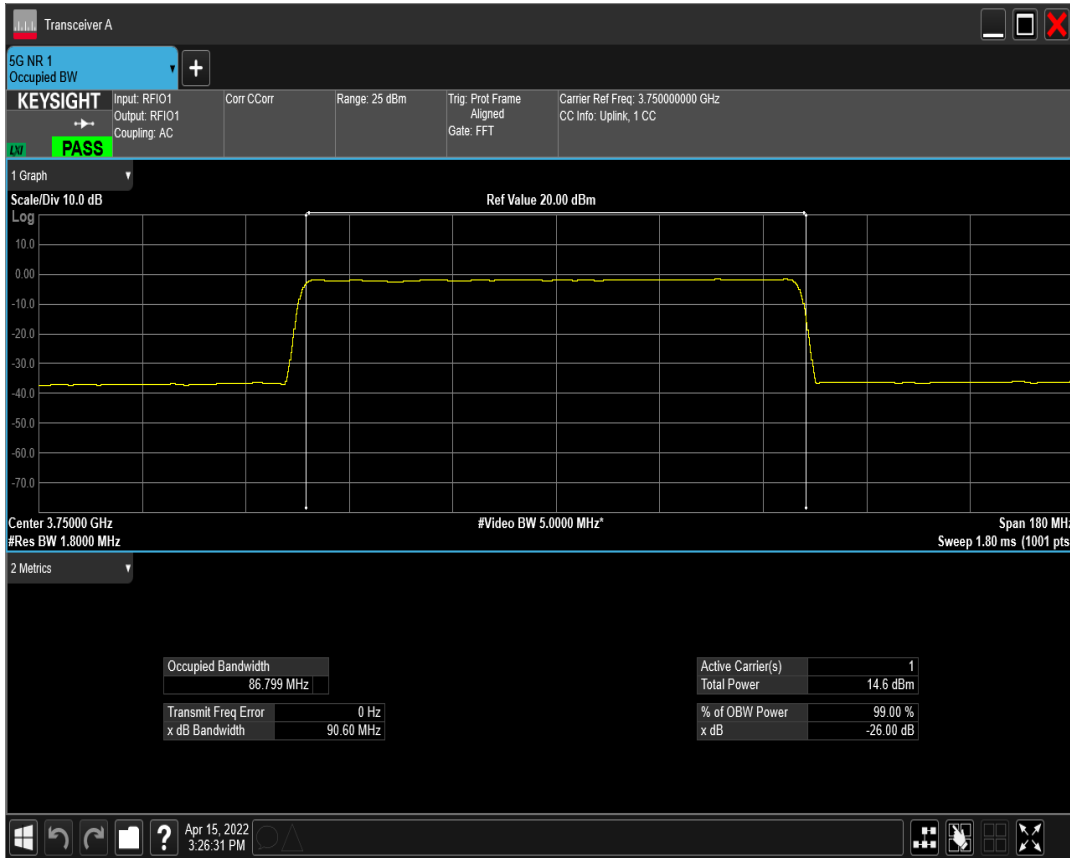 Transceiver A
5G NR 1
Occupied BW
+
KEYSIGHT
LXI
PASS
Input: RFIO1
Output: RFIO1
Coupling: AC
Corr CCorr
Range: 25 dBm
Trig: Prot Frame
Aligned
Gate: FFT
Carrier Ref Freq: 3.750000000 GHz
CC Info: Uplink, 1 CC
1 Graph
Scale/Div 10.0 dB
Ref Value 20.00 dBm
Log
10.0
0.00
-10.0
-20.0
-30.0
-40.0
-50.0
-60.0
-70.0
Center 3.75000 GHz
#Video BW 5.0000 MHz*
Span 180 MHz
#Res BW 1.8000 MHz
Sweep 1.80 ms (1001 pts
2 Metrics
Occupied Bandwidth
86.799 MHz
Transmit Freq Error 0 Hz
x dB Bandwidth 90.60 MHz
Active Carrier(s) 1
Total Power 14.6 dBm
% of OBW Power 99.00 %
x dB -26.00 dB
?
Apr 15, 2022
3:26:31 PM